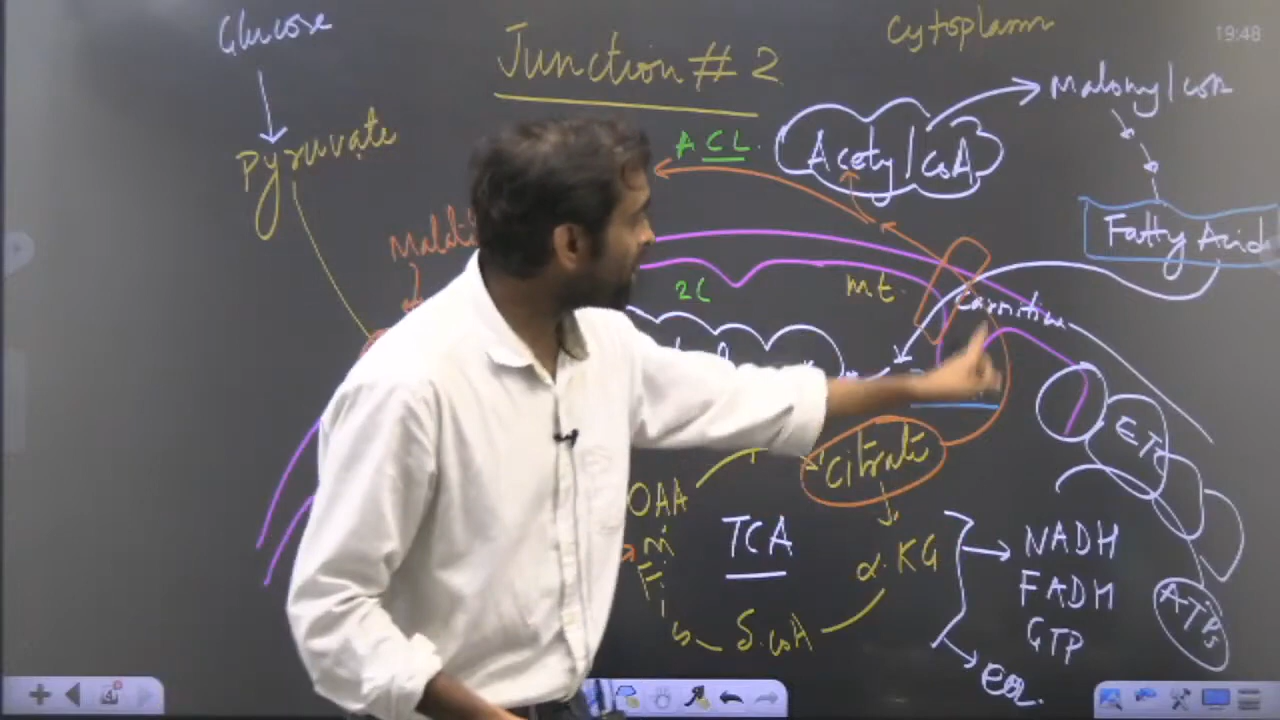 Glucose
Junction # 2
Cytoplasm
19:48
Pyruvate
ACL.
Acetyl CoA
Malonyl CoA
Fatty Acid
2C
mt.
Carnitine
Citrate
ETC
OAA
M
F
S
TCA
α.KG
S.CoA
NADH
FADH
GTP
CO2.
ATPs